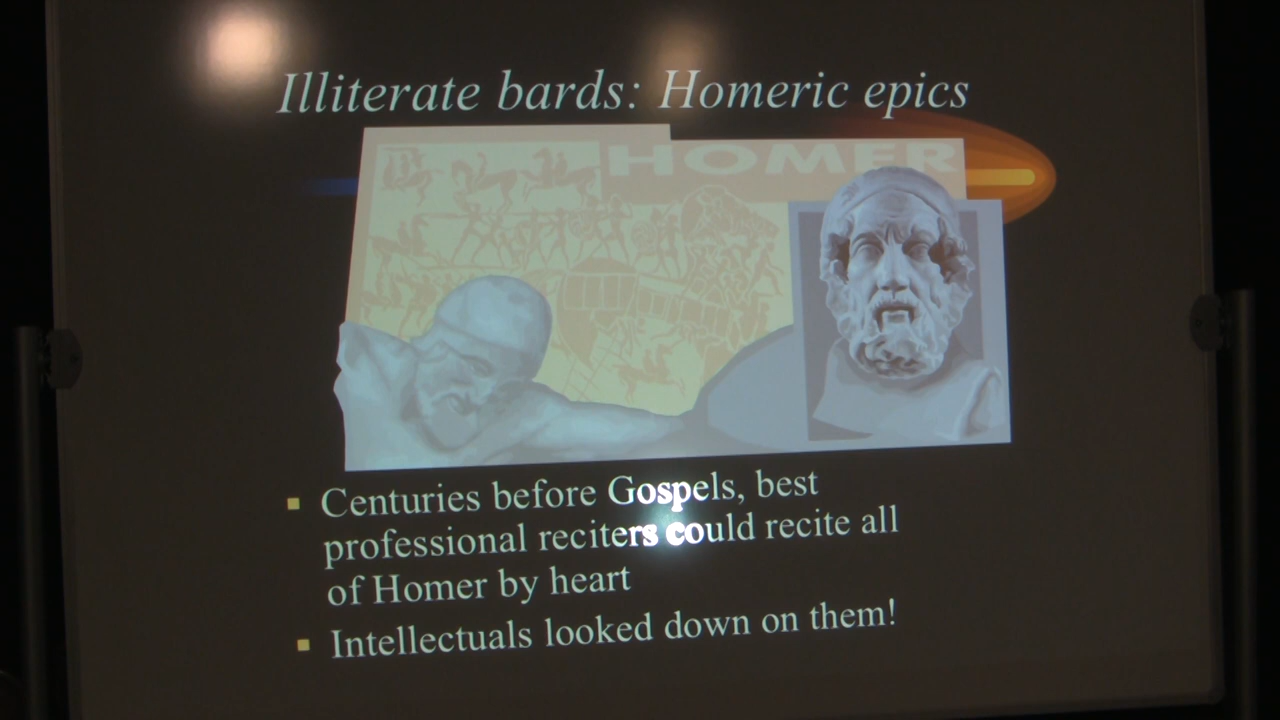 Illiterate bards: Homeric epics
HOMER
Centuries before Gospels, best
professional reciters could recite all
of Homer by heart
Intellectuals looked down on them!